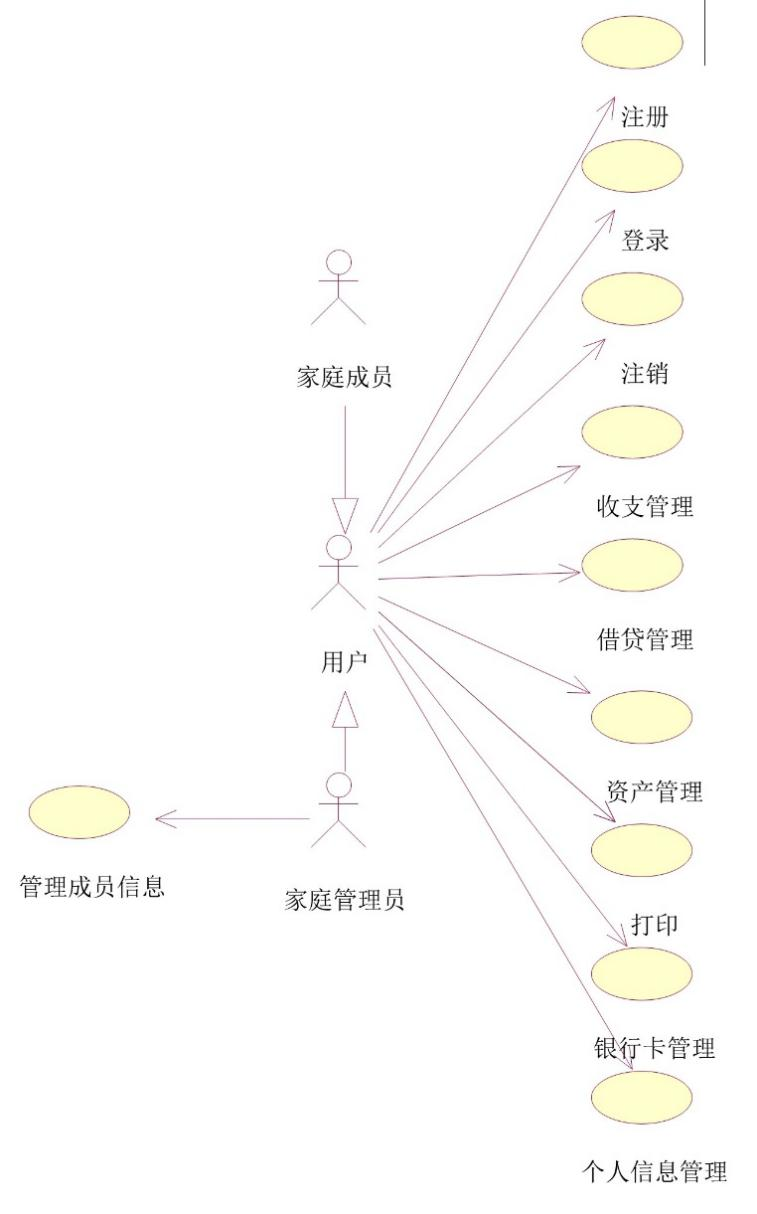 注册
登录
家庭成员
注销
收支管理
借贷管理
用户
资产管理
管理成员信息
家庭管理员
打印
银行卡管理
个人信息管理